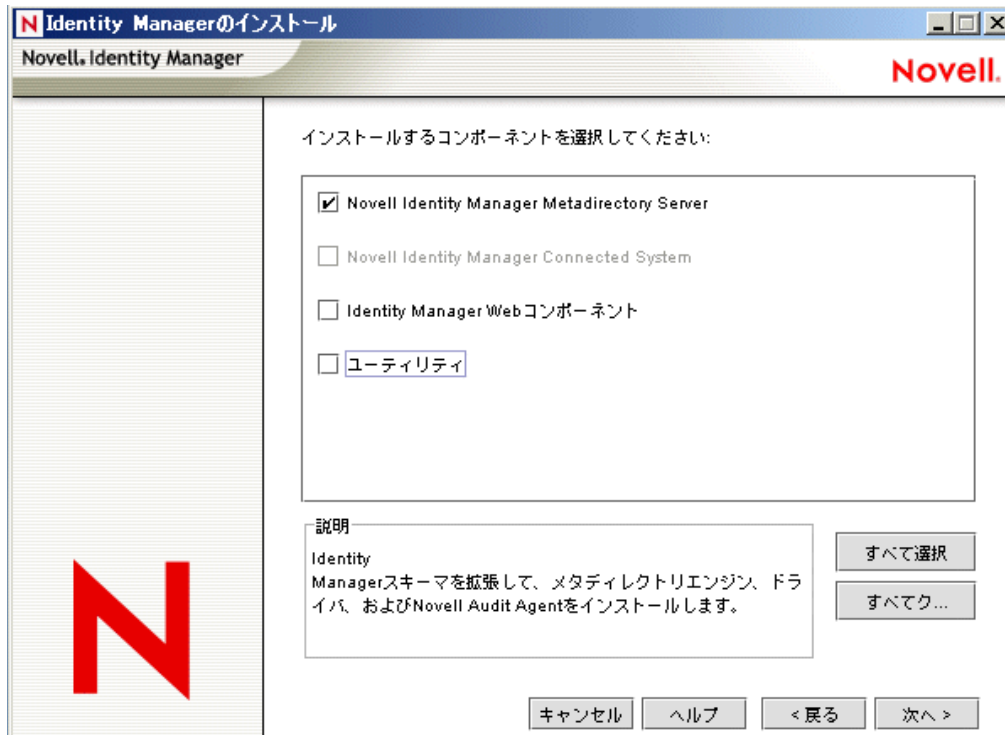 Identity Managerのインストール
Novell. Identity Manager
Novell.
インストールするコンポーネントを選択してください:
Novell Identity Manager Metadirectory Server
Novell Identity Manager Connected System
Identity Manager Webコンポーネント
ユーティリティ
説明
Identity
Managerスキーマを拡張して、メタディレクトリエンジン、ドラ
イバ、およびNovell Audit Agentをインストールします。
すべて選択
すべてク...
キャンセル
ヘルプ
< 戻る
次へ >